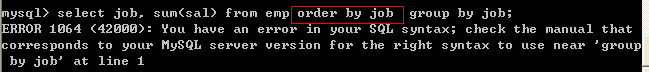 mysql> select job, sum(sal) from emp order by job  group by job;
ERROR 1064 (42000): You have an error in your SQL syntax; check the manual that
corresponds to your MySQL server version for the right syntax to use near 'group
 by job' at line 1